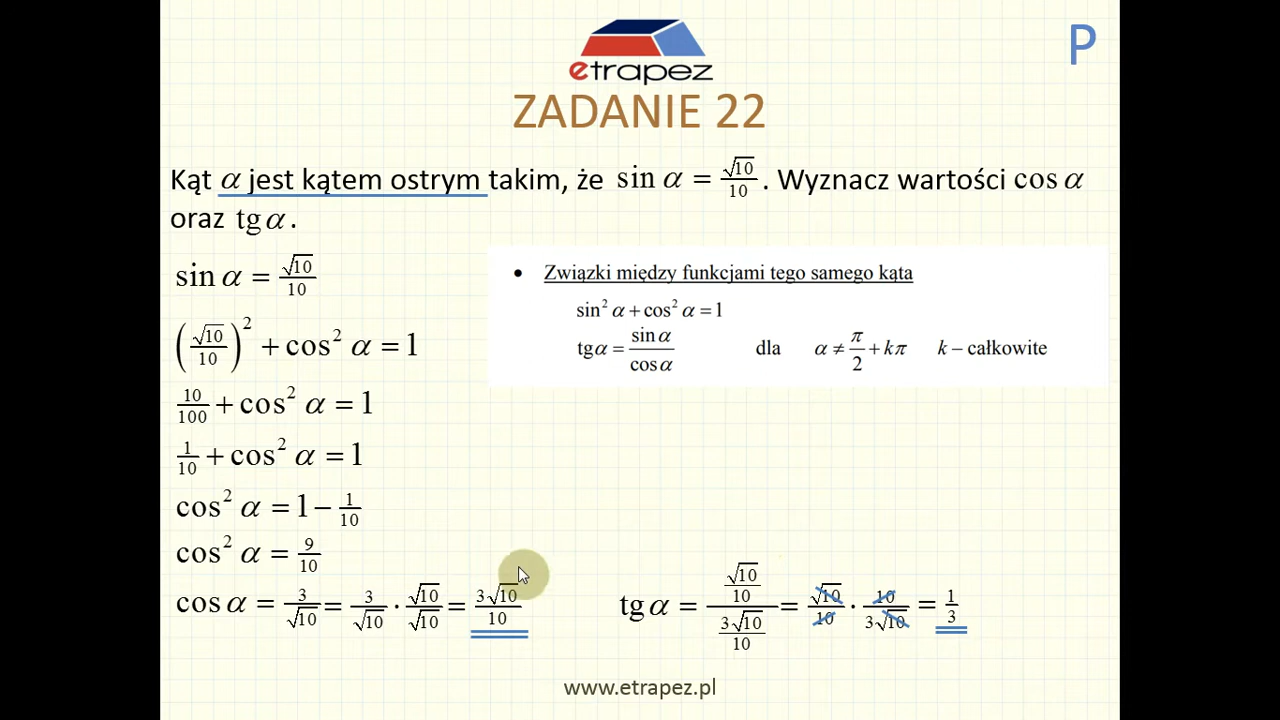 P
etrapez
ZADANIE 22
Kąt α jest kątem ostrym takim, że sin α = √10/10. Wyznacz wartości cos α
oraz tg α.
sin α = √10/10
• Związki między funkcjami tego samego kąta
sin² α + cos² α = 1
tgα = sinα/cosα dla α ≠ π/2 + kπ k – całkowite
(√10/10)² + cos² α = 1
10/100 + cos² α = 1
1/10 + cos² α = 1
cos² α = 1 − 1/10
cos² α = 9/10
cos α = 3/√10 = 3/√10 · √10/√10 = 3√10/10
tg α = (√10/10)/(3√10/10) = √10/10 · 10/3√10 = 1/3
www.etrapez.pl